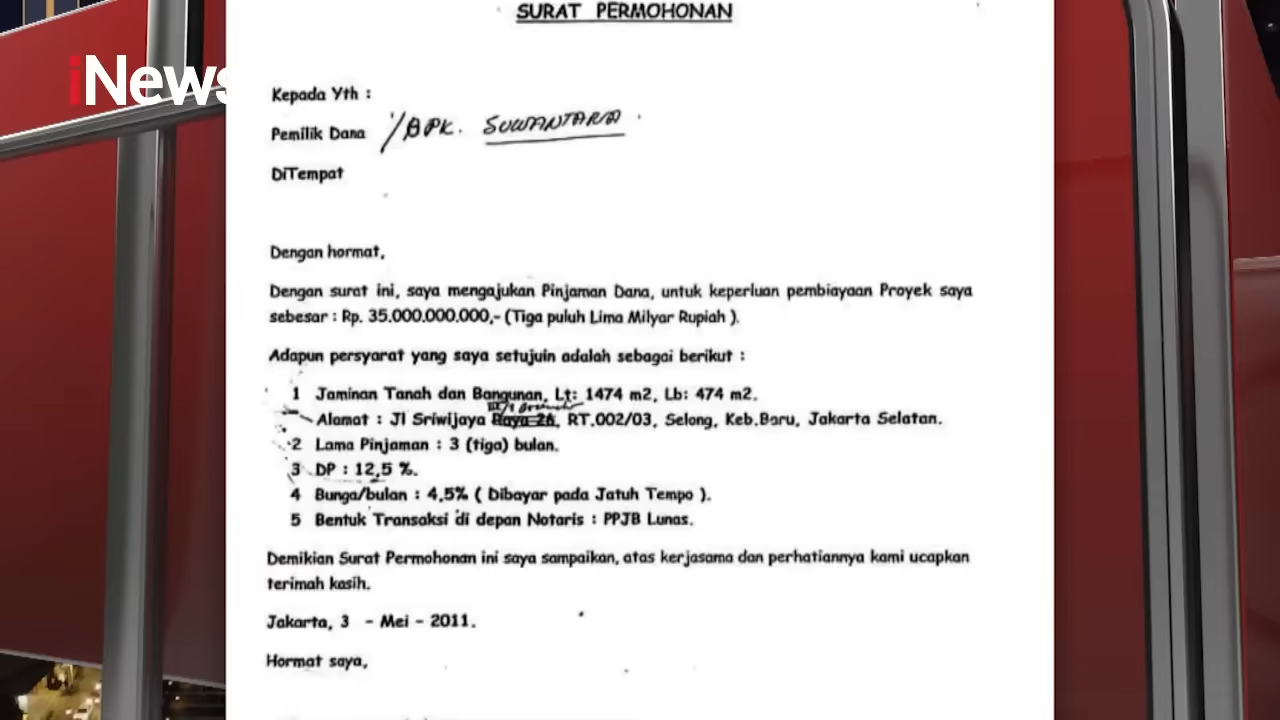 SURAT PERMOHONAN
iNews
Kepada Yth :
Pemilik Dana /BPK. SUWANTARA
DiTempat
Dengan hormat,
Dengan surat ini, saya mengajukan Pinjaman Dana, untuk keperluan pembiayaan Proyek saya
sebesar : Rp. 35.000.000.000,- (Tiga puluh Lima Milyar Rupiah ).
Adapun persyarat yang saya setujuin adalah sebagai berikut :
1 Jaminan Tanah dan Bangunan, Lt: 1474 m2, Lb: 474 m2.
Alamat : Jl Sriwijaya Raya 26, RT.002/03, Selong, Keb.Baru, Jakarta Selatan.
2 Lama Pinjaman : 3 (tiga) bulan.
3 DP : 12,5 %.
4 Bunga/bulan : 4,5% ( Dibayar pada Jatuh Tempo ).
5 Bentuk Transaksi di depan Notaris : PPJB Lunas.
Demikian Surat Permohonan ini saya sampaikan, atas kerjasama dan perhatiannya kami ucapkan
terimah kasih.
Jakarta, 3 - Mei - 2011.
Hormat saya,